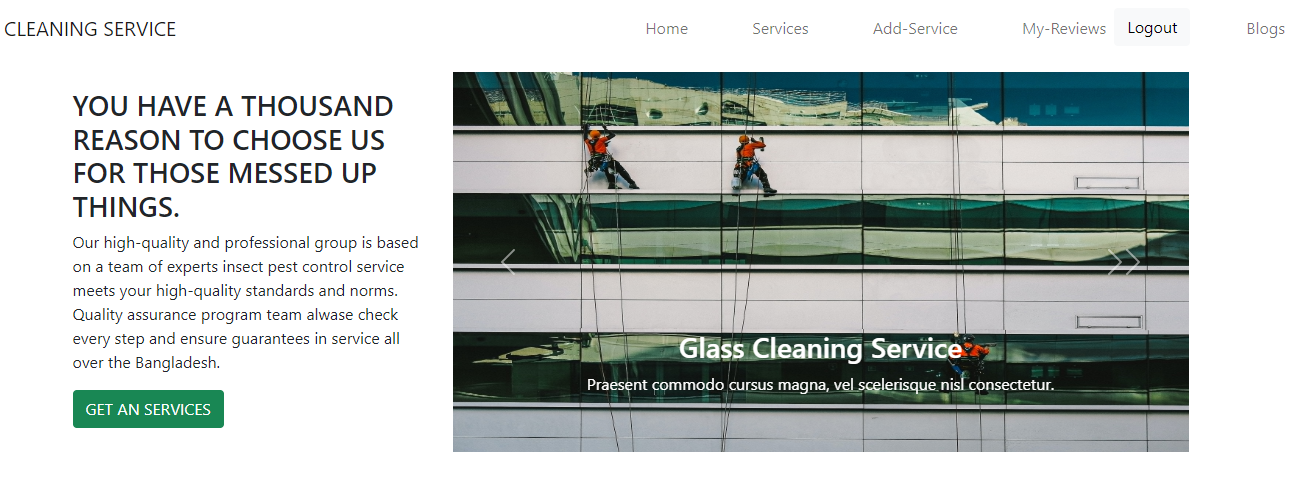 CLEANING SERVICE
Home Services Add-Service My-Reviews Logout Blogs
YOU HAVE A THOUSAND
REASON TO CHOOSE US
FOR THOSE MESSED UP
THINGS.
Our high-quality and professional group is based
on a team of experts insect pest control service
meets your high-quality standards and norms.
Quality assurance program team alwase check
every step and ensure guarantees in service all
over the Bangladesh.
GET AN SERVICES
Glass Cleaning Service
Praesent commodo cursus magna, vel scelerisque nisl consectetur.